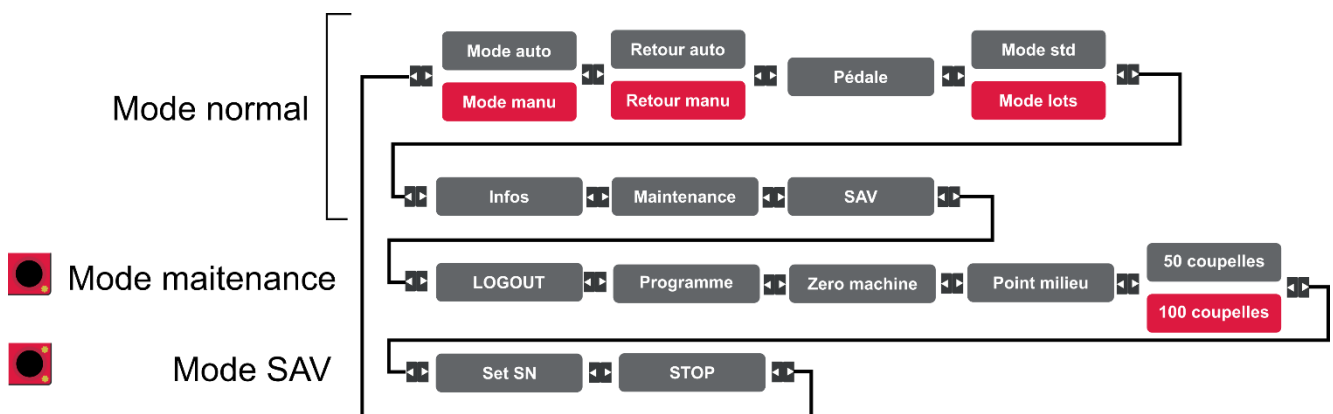 Mode normal
Mode auto
Mode manu
Retour auto
Retour manu
Pédale
Mode std
Mode lots
Infos
Maintenance
SAV
Mode maitenance
LOGOUT
Programme
Zero machine
Point milieu
50 coupelles
100 coupelles
Mode SAV
Set SN
STOP